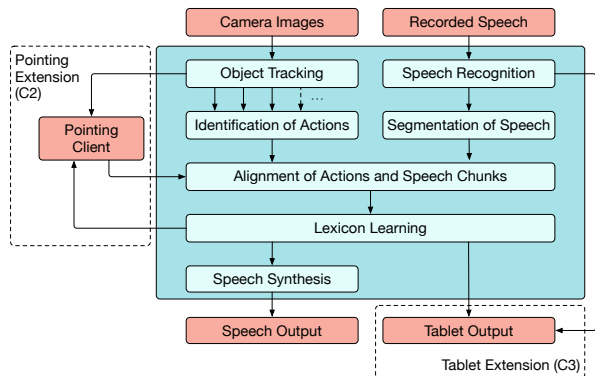 Camera Images
Recorded Speech
Pointing
Extension
(C2)
Object Tracking
Speech Recognition
...
Pointing
Client
Identification of Actions
Segmentation of Speech
Alignment of Actions and Speech Chunks
Lexicon Learning
Speech Synthesis
Speech Output
Tablet Output
Tablet Extension (C3)